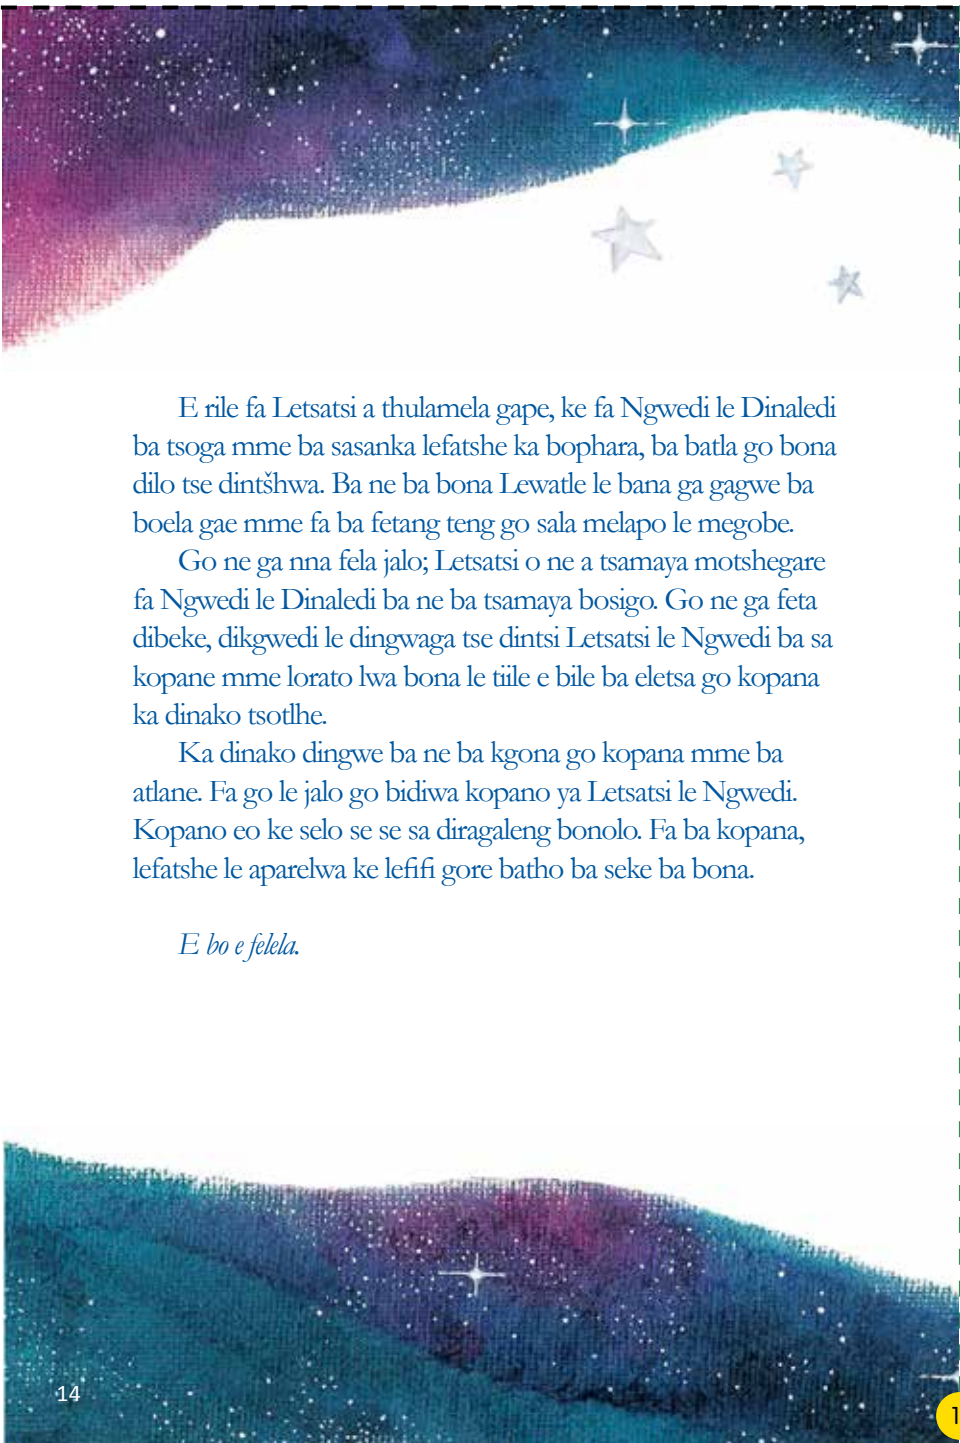 E rile fa Letsatsi a thulamela gape, ke fa Ngwedi le Dinaledi
ba tsoga mme ba sasanka lefatshe ka bophara, ba batla go bona
dilo tse dintšhwa. Ba ne ba bona Lewatle le bana ga gagwe ba
boela gae mme fa ba fetang teng go sala melapo le megobe.
Go ne ga nna fela jalo; Letsatsi o ne a tsamaya motshegare
fa Ngwedi le Dinaledi ba ne ba tsamaya bosigo. Go ne ga feta
dibeke, dikgwedi le dingwaga tse dintsi Letsatsi le Ngwedi ba sa
kopane mme lorato lwa bona le tiile e bile ba eletsa go kopana
ka dinako tsotlhe.
Ka dinako dingwe ba ne ba kgona go kopana mme ba
atlane. Fa go le jalo go bidiwa kopano ya Letsatsi le Ngwedi.
Kopano eo ke selo se se sa diragaleng bonolo. Fa ba kopana,
lefatshe le aparelwa ke lefifi gore batho ba seke ba bona.
E bo e felela.
14
1